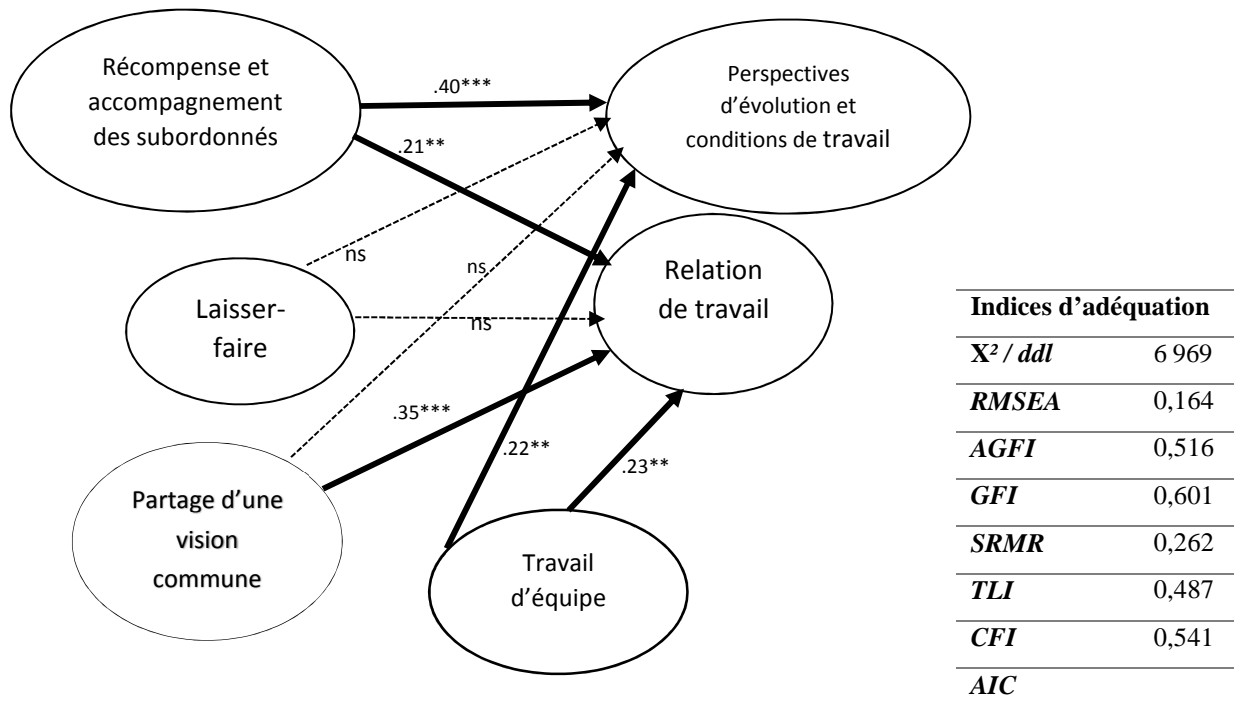 Récompense et
accompagnement
des subordonnés
.40***
.21**
Perspectives
d'évolution et
conditions de travail
ns
ns
Laisser-
faire
ns
Relation
de travail
.35***
.22**
.23**
Partage d'une
vision
commune
Travail
d'équipe
Indices d'adéquation
X² / ddl 6 969
RMSEA 0,164
AGFI 0,516
GFI 0,601
SRMR 0,262
TLI 0,487
CFI 0,541
AIC